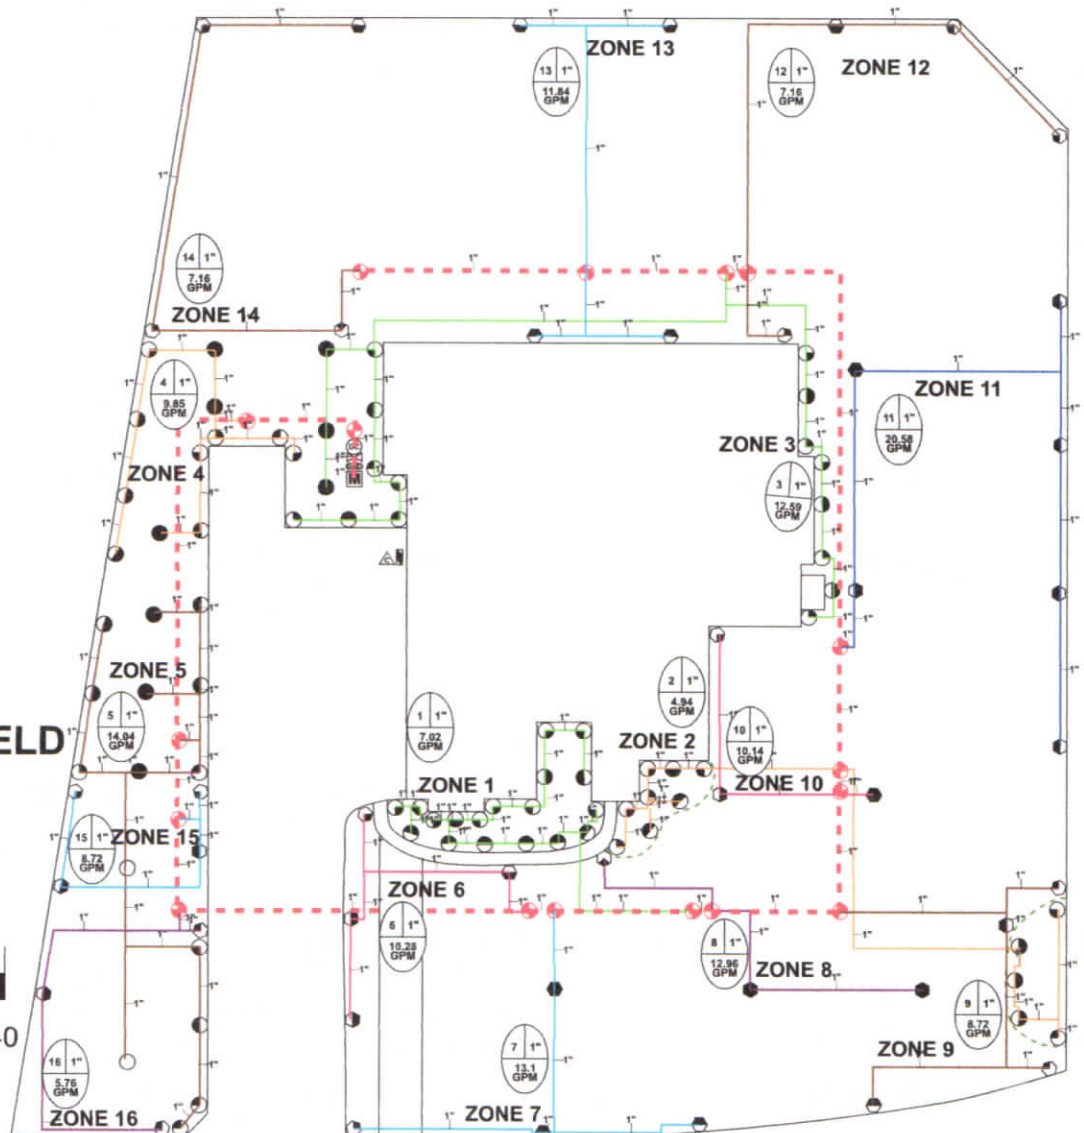 ZONE 13
13 1"
11.84
GPM
12 1"
7.16
GPM
ZONE 12
14 1"
7.16
GPM
ZONE 14
4 1"
9.85
GPM
ZONE 4
ZONE 11
11 1"
20.58
GPM
ZONE 3
3 1"
12.59
GPM
ZONE 5
5 1"
14.04
GPM
ELD
1 1"
7.02
GPM
2 1"
4.94
GPM
ZONE 2
10 1"
10.14
GPM
ZONE 1
ZONE 10
15 1"
8.72
GPM
ZONE 15
ZONE 6
6 1"
10.28
GPM
8 1"
12.96
GPM
ZONE 8
9 1"
8.72
GPM
ZONE 9
7 1"
13.1
GPM
16 1"
5.76
GPM
ZONE 16
ZONE 7